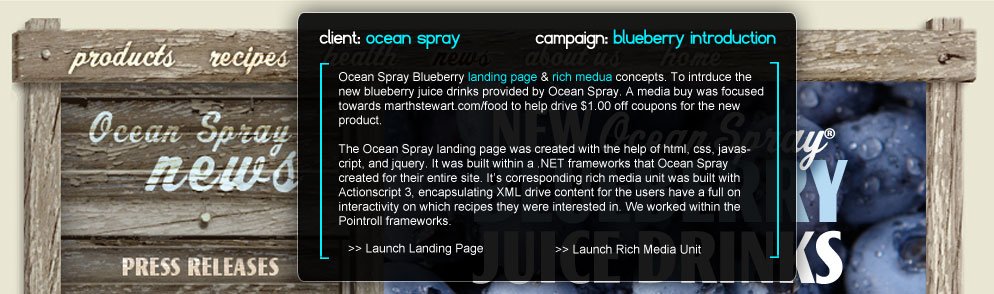 client: ocean spray
campaign: blueberry introduction
products recipes health news about us home
Ocean Spray Blueberry landing page & rich medua concepts. To intrduce the
new blueberry juice drinks provided by Ocean Spray. A media buy was focused
towards marthstewart.com/food to help drive $1.00 off coupons for the new
product.
The Ocean Spray landing page was created with the help of html, css, javas-
cript, and jquery. It was built within a .NET frameworks that Ocean Spray
created for their entire site. It's corresponding rich media unit was built with
Actionscript 3, encapsulating XML drive content for the users have a full on
interactivity on which recipes they were interested in. We worked within the
Pointroll frameworks.
>> Launch Landing Page
>> Launch Rich Media Unit
Ocean Spray
news
PRESS RELEASES
NEW Ocean Spray®
JUICE DRINKS